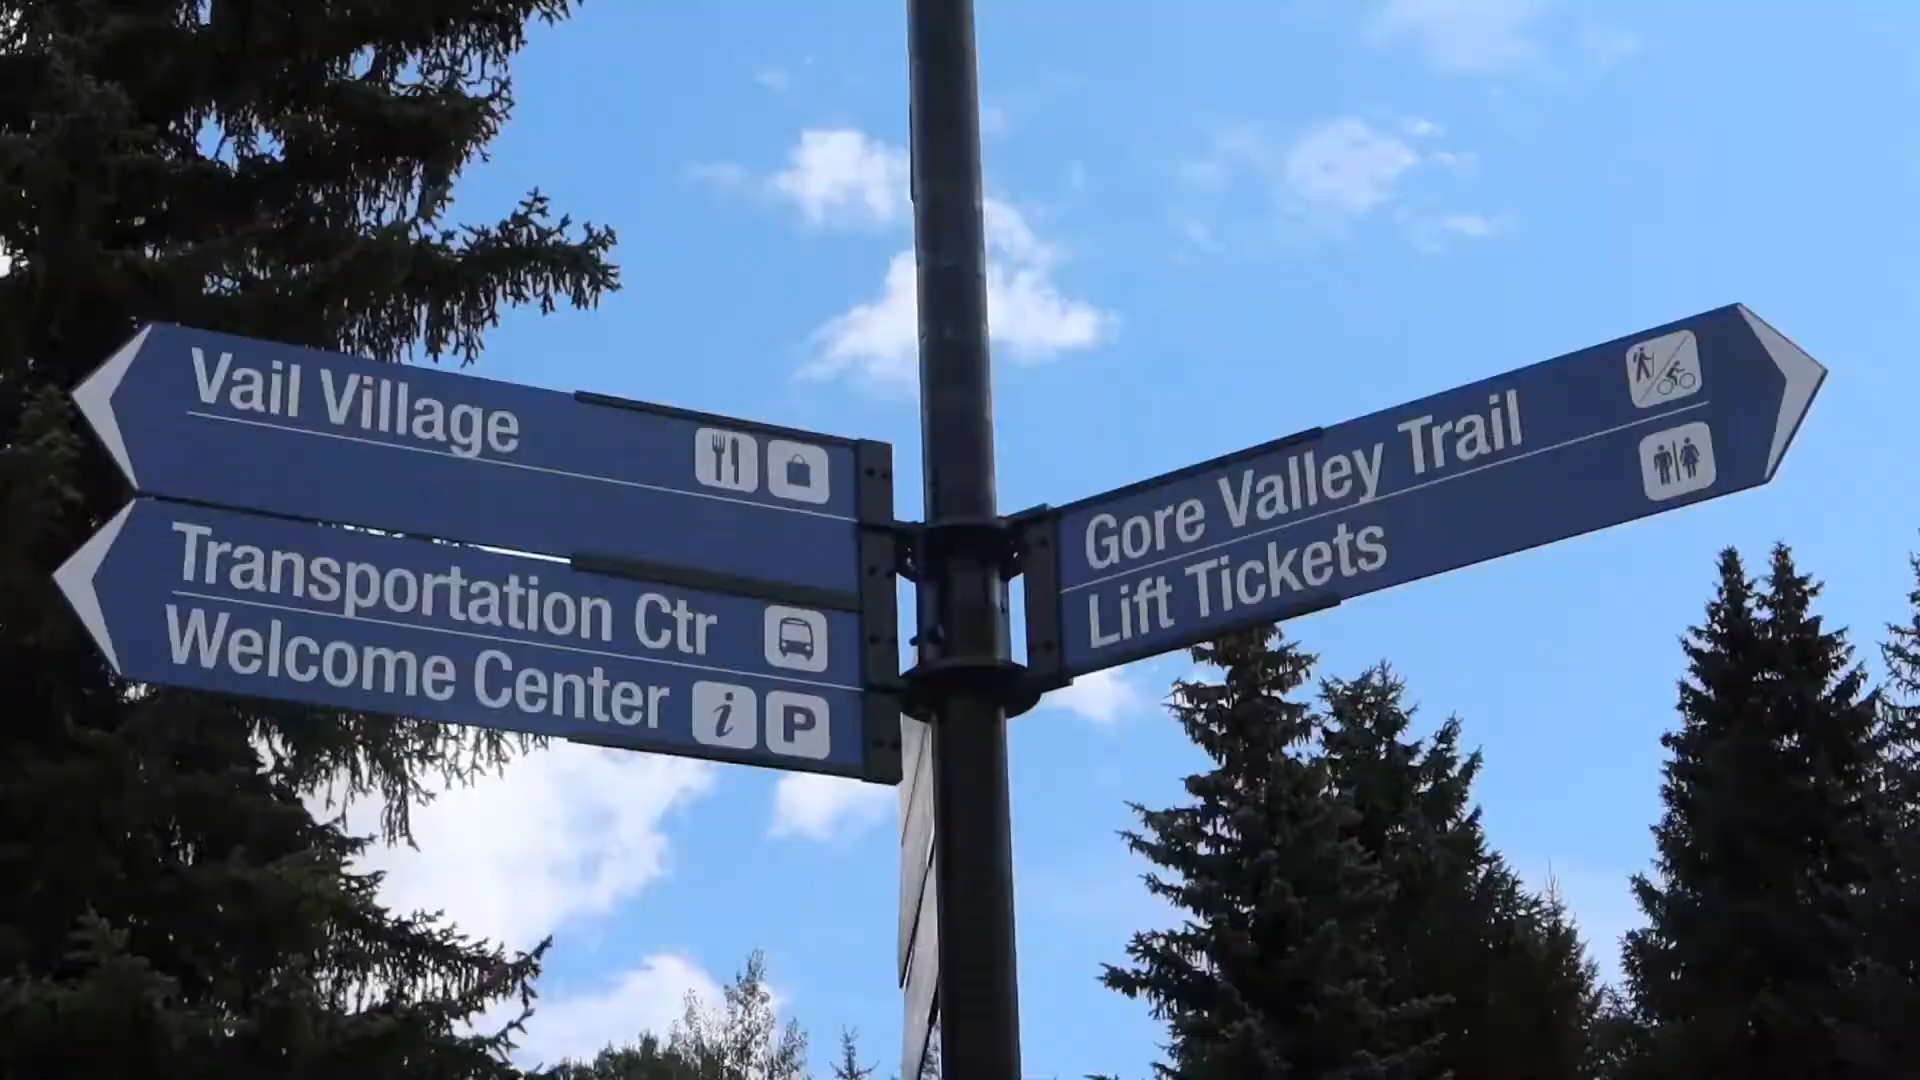 Vail Village
Transportation Ctr
Welcome Center
i P
Gore Valley Trail
Lift Tickets